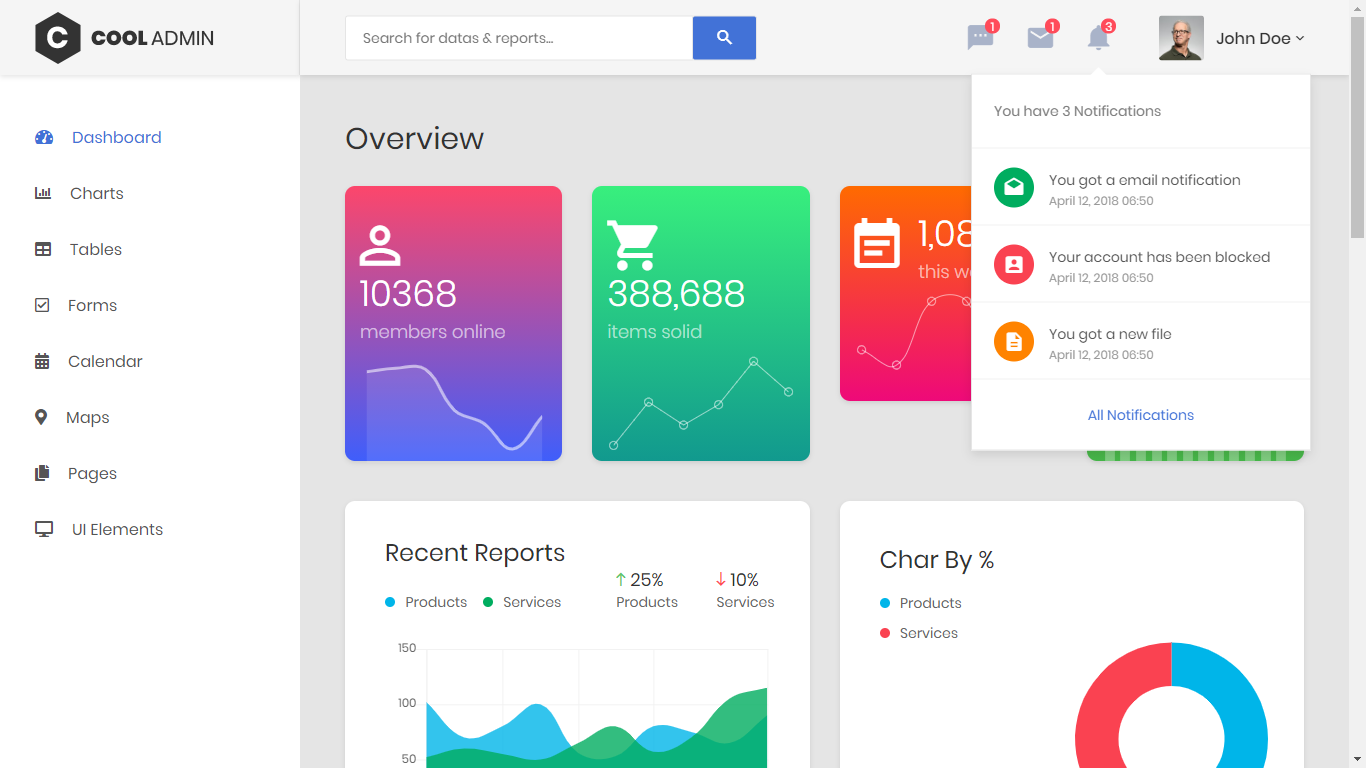 C COOL ADMIN
Search for datas & reports...
1
1
3
John Doe
Dashboard
Charts
Tables
Forms
Calendar
Maps
Pages
UI Elements
Overview
10368
members online
388,688
items solid
1,08
this we
You have 3 Notifications
You got a email notification
April 12, 2018 06:50
Your account has been blocked
April 12, 2018 06:50
You got a new file
April 12, 2018 06:50
All Notifications
Recent Reports
Products
Services
25%
Products
10%
Services
150
100
50
Char By %
Products
Services